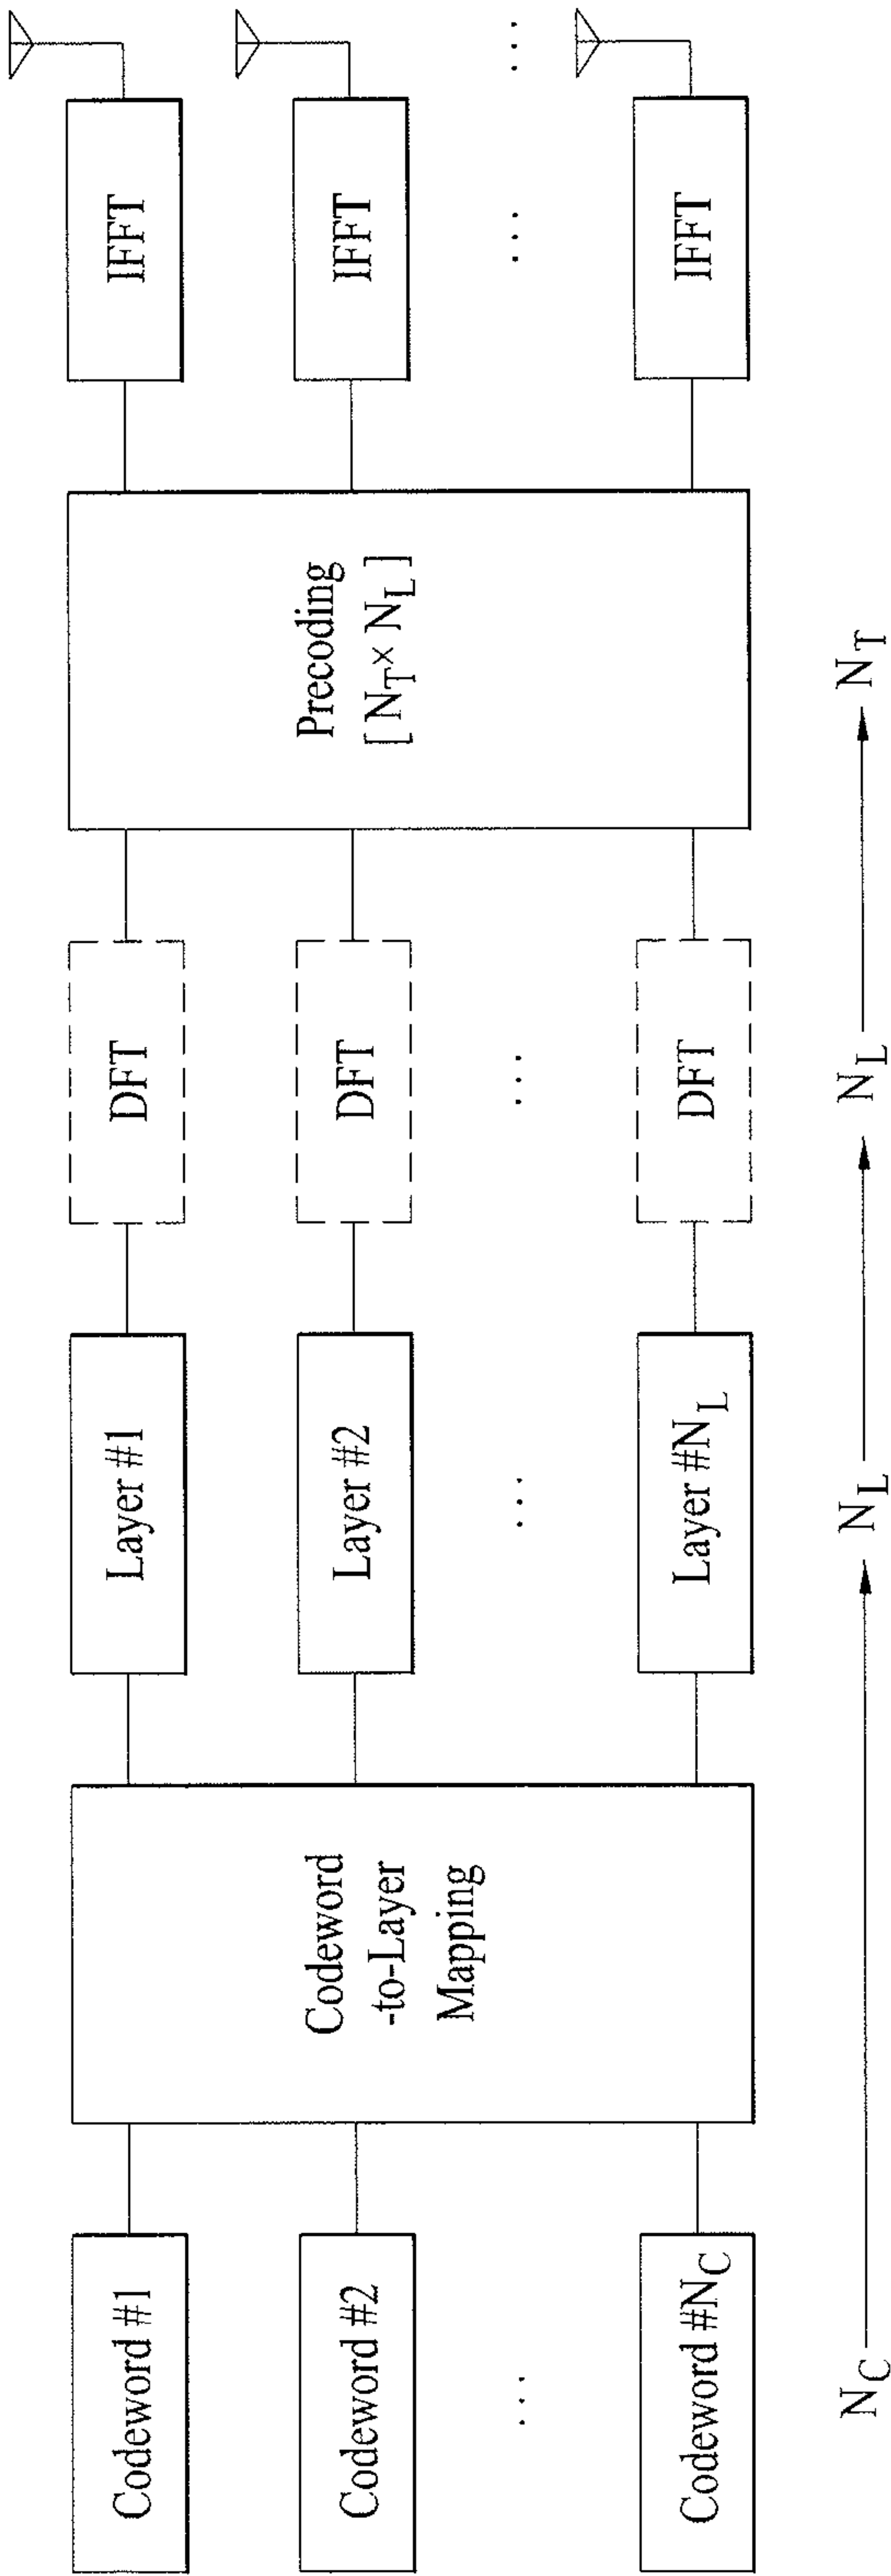 Codeword #1
Codeword #2
...
Codeword #N_C
Codeword
-to-Layer
Mapping
Layer #1
Layer #2
...
Layer #N_L
DFT
DFT
...
DFT
Precoding
[ N_T × N_L ]
IFFT
IFFT
...
IFFT
...
N_C
N_L
N_L
N_T